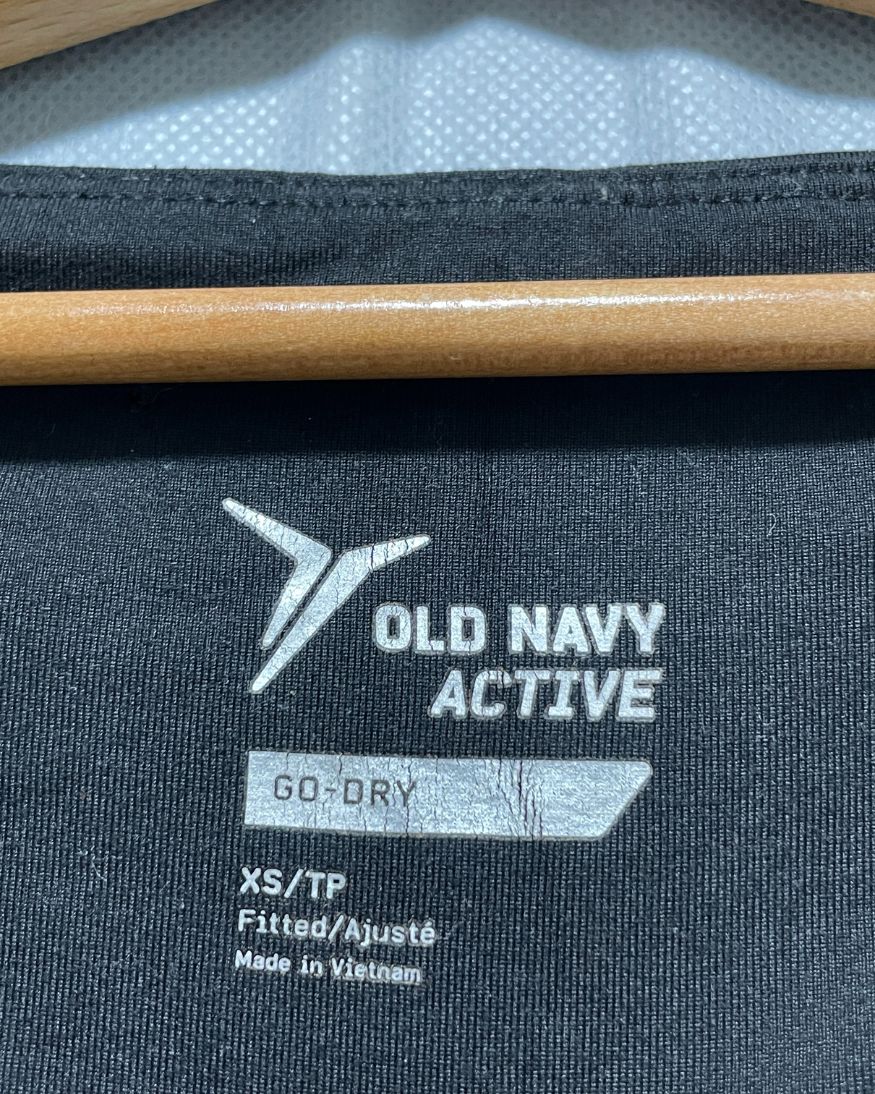 OLD NAVY
ACTIVE
GO-DRY
XS/TP
Fitted/Ajusté
Made in Vietnam